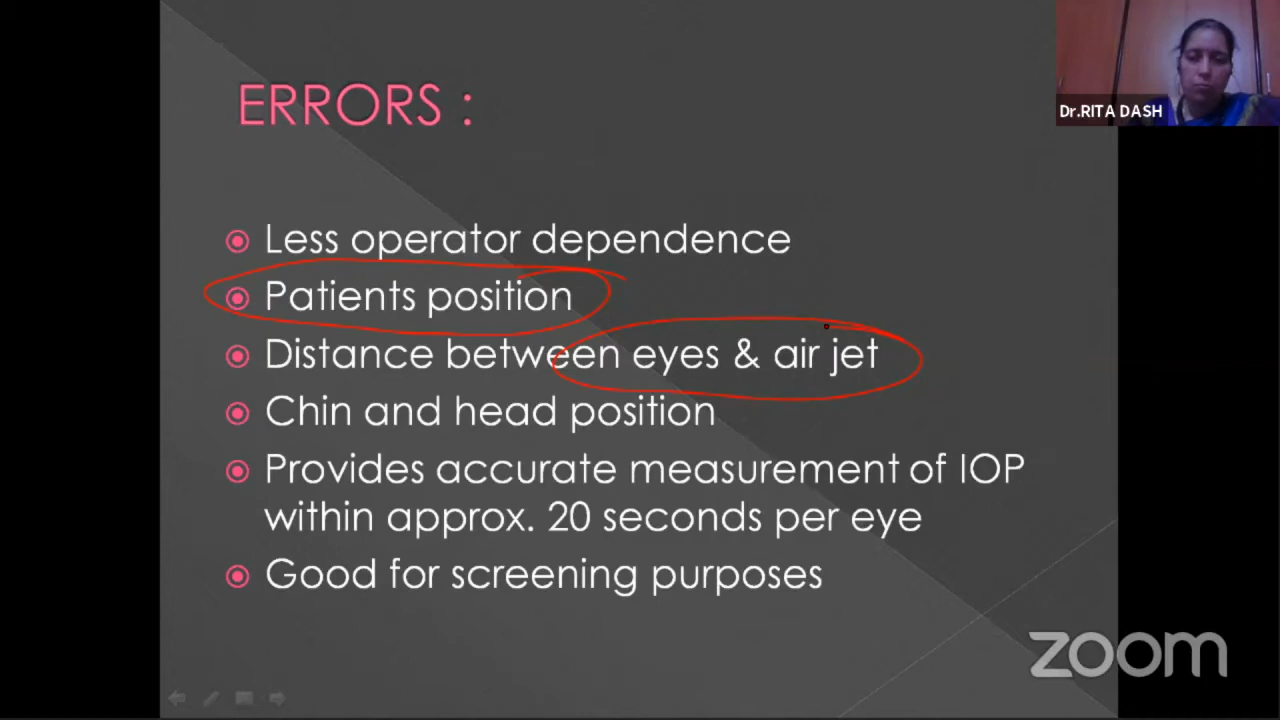 ERRORS :
Dr.RITA DASH
Less operator dependence
Patients position
Distance between eyes & air jet
Chin and head position
Provides accurate measurement of IOP
within approx. 20 seconds per eye
Good for screening purposes
zoom